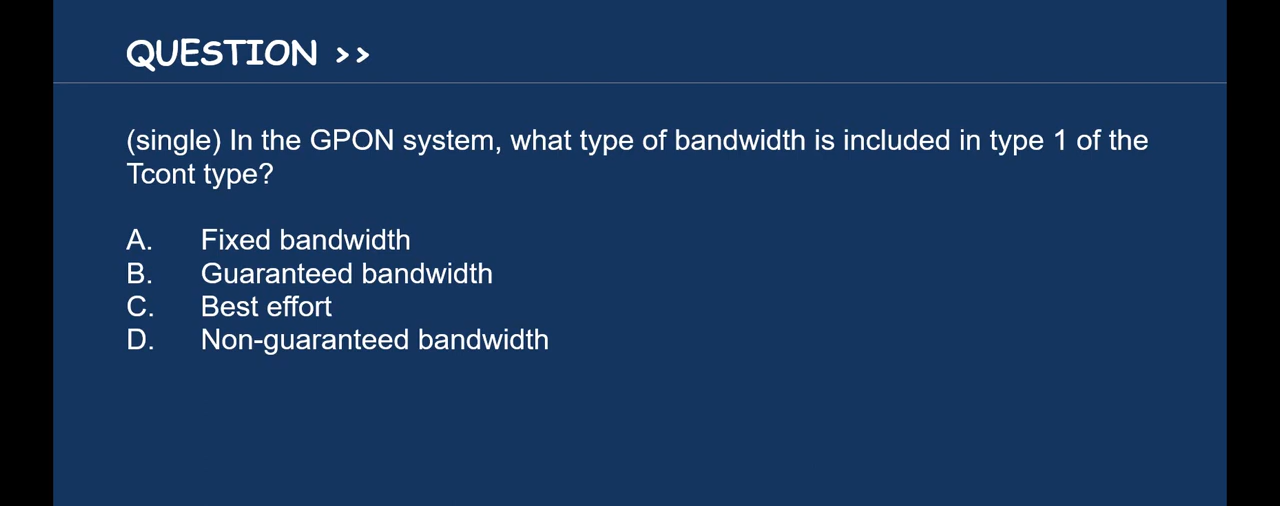 QUESTION >>
(single) In the GPON system, what type of bandwidth is included in type 1 of the
Tcont type?
A. Fixed bandwidth
B. Guaranteed bandwidth
C. Best effort
D. Non-guaranteed bandwidth